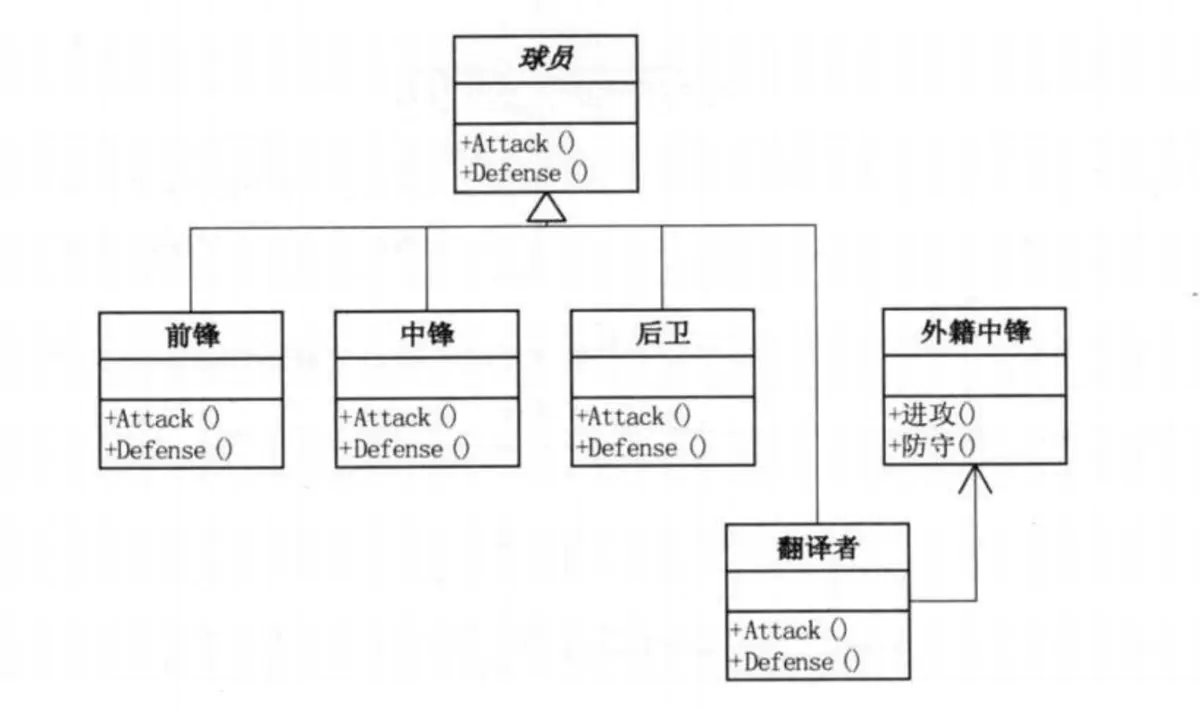 球员
+Attack()
+Defense()
前锋
+Attack()
+Defense()
中锋
+Attack()
+Defense()
后卫
+Attack()
+Defense()
外籍中锋
+进攻()
+防守()
翻译者
+Attack()
+Defense()